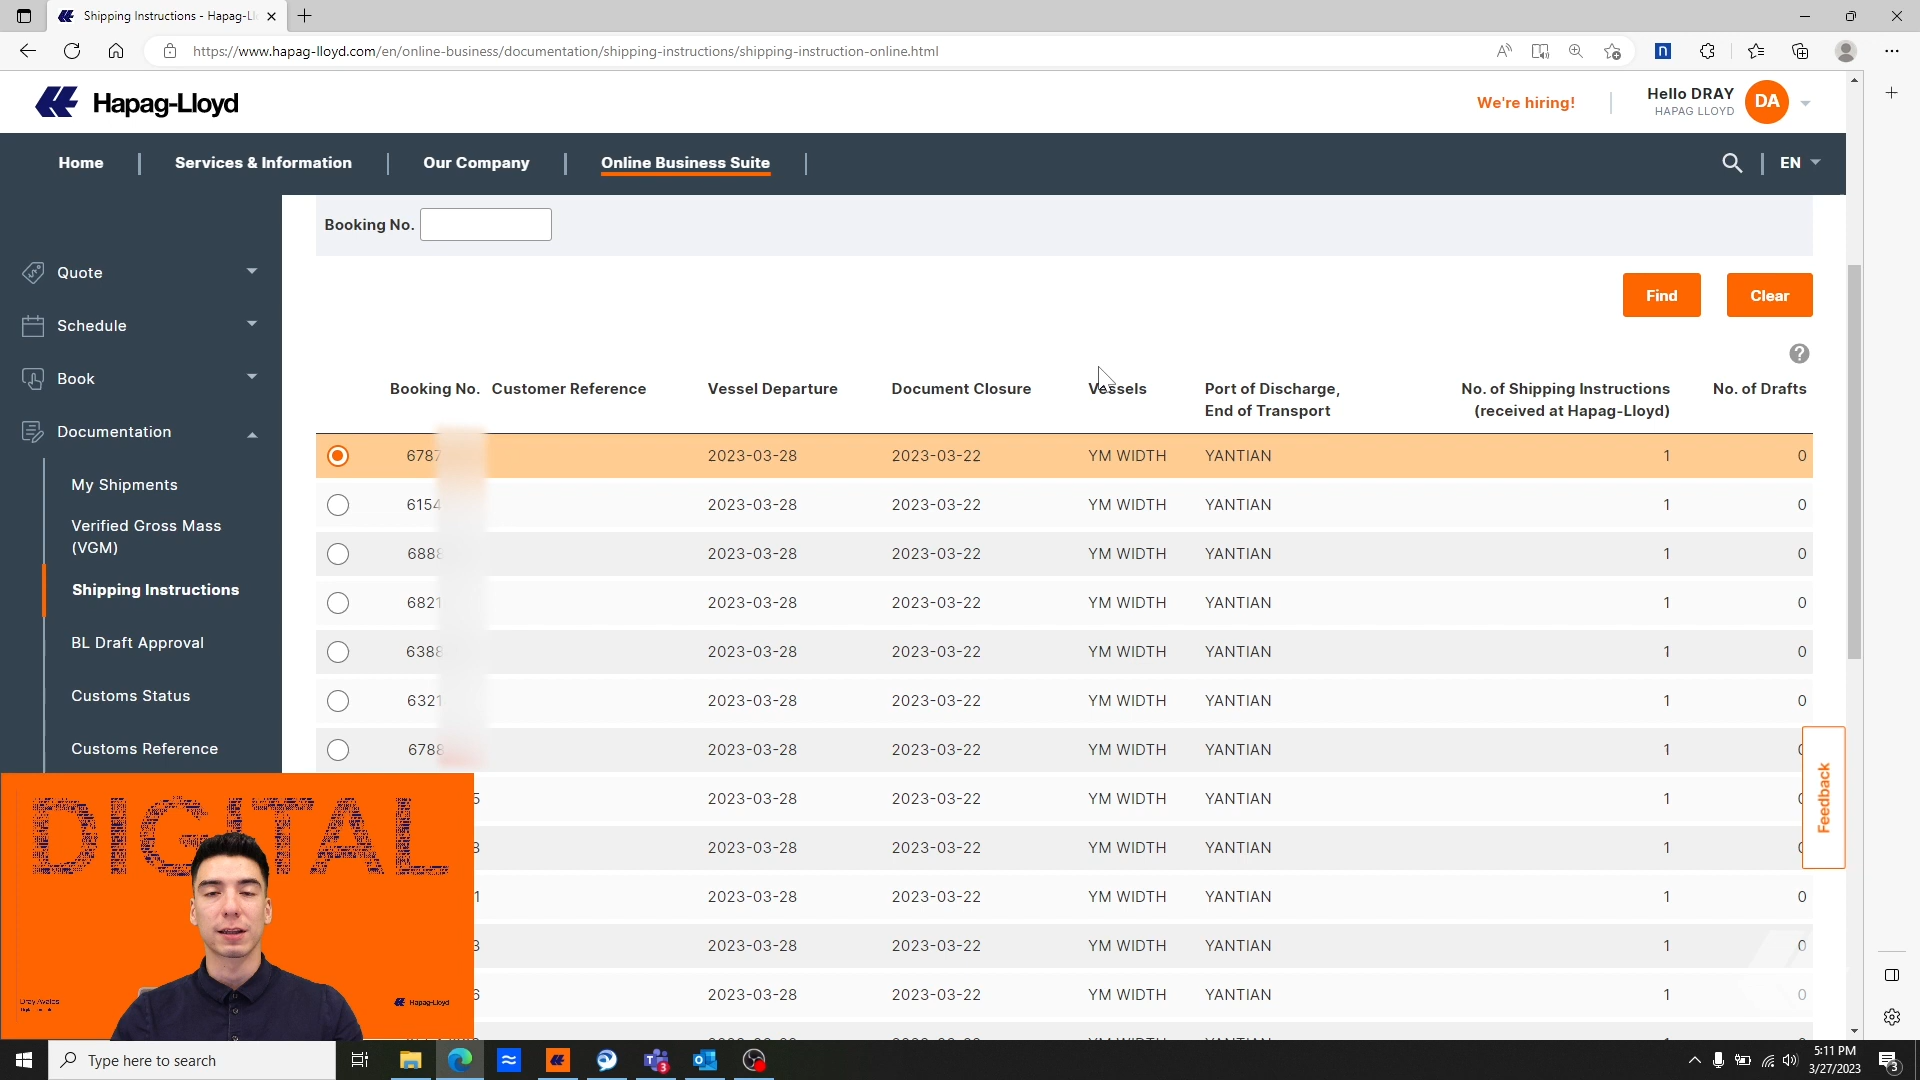 Shipping Instructions - Hapag-Ll
https://www.hapag-lloyd.com/en/online-business/documentation/shipping-instructions/shipping-instruction-online.html
Hapag-Lloyd
We're hiring!
Hello DRAY
HAPAG LLOYD
DA
Home
Services & Information
Our Company
Online Business Suite
EN
Quote
Schedule
Book
Documentation
My Shipments
Verified Gross Mass
(VGM)
Shipping Instructions
BL Draft Approval
Customs Status
Customs Reference
Booking No.
Find
Clear
?
Booking No. Customer Reference Vessel Departure Document Closure Vessels Port of Discharge, No. of Shipping Instructions No. of Drafts
End of Transport (received at Hapag-Lloyd)
6787 2023-03-28 2023-03-22 YM WIDTH YANTIAN 1 0
6154 2023-03-28 2023-03-22 YM WIDTH YANTIAN 1 0
6888 2023-03-28 2023-03-22 YM WIDTH YANTIAN 1 0
6821 2023-03-28 2023-03-22 YM WIDTH YANTIAN 1 0
6388 2023-03-28 2023-03-22 YM WIDTH YANTIAN 1 0
6321 2023-03-28 2023-03-22 YM WIDTH YANTIAN 1 0
6788 2023-03-28 2023-03-22 YM WIDTH YANTIAN 1
5 2023-03-28 2023-03-22 YM WIDTH YANTIAN 1
3 2023-03-28 2023-03-22 YM WIDTH YANTIAN 1
1 2023-03-28 2023-03-22 YM WIDTH YANTIAN 1 0
3 2023-03-28 2023-03-22 YM WIDTH YANTIAN 1 0
6 2023-03-28 2023-03-22 YM WIDTH YANTIAN 1 0
Feedback
DIGITAL
Dray Avalos
Hapag-Lloyd
Type here to search
3
5:11 PM
3/27/2023
3